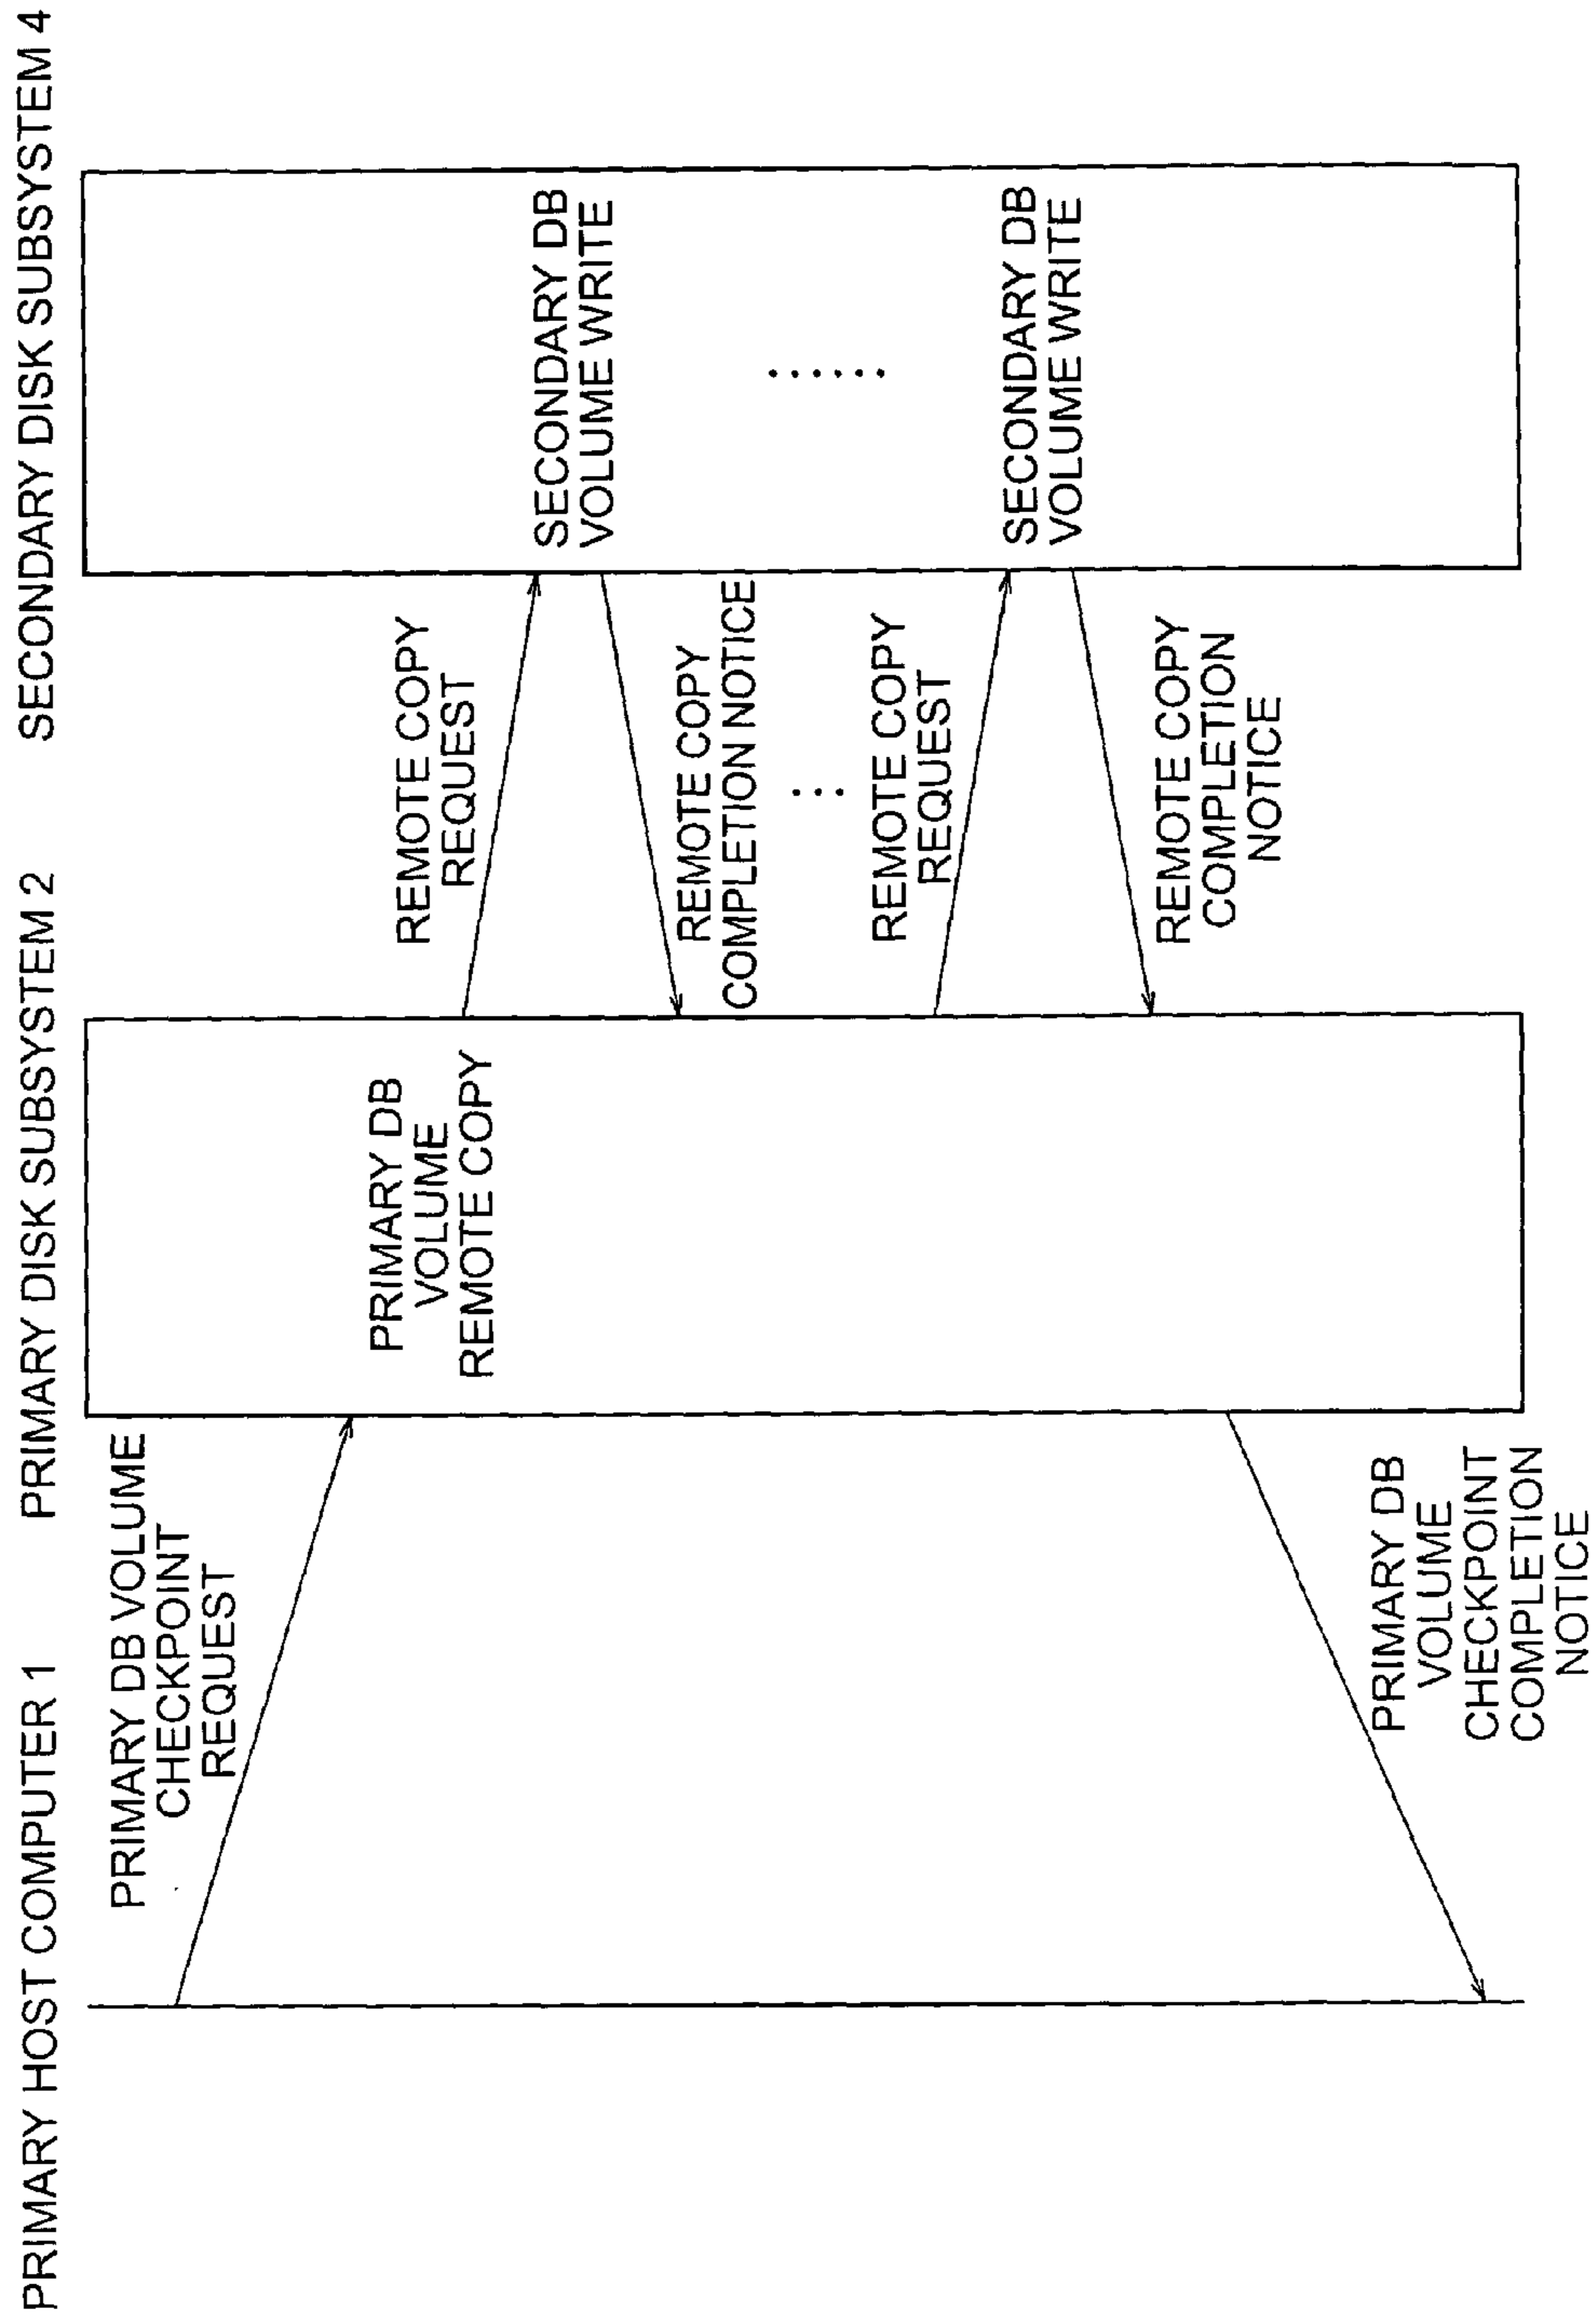 PRIMARY HOST COMPUTER 1
PRIMARY DISK SUBSYSTEM 2
SECONDARY DISK SUBSYSTEM 4
PRIMARY DB VOLUME
CHECKPOINT
REQUEST
PRIMARY DB
VOLUME
REMOTE COPY
REMOTE COPY
REQUEST
SECONDARY DB
VOLUME WRITE
REMOTE COPY
COMPLETION NOTICE
REMOTE COPY
REQUEST
SECONDARY DB
VOLUME WRITE
REMOTE COPY
COMPLETION
NOTICE
PRIMARY DB
VOLUME
CHECKPOINT
COMPLETION
NOTICE